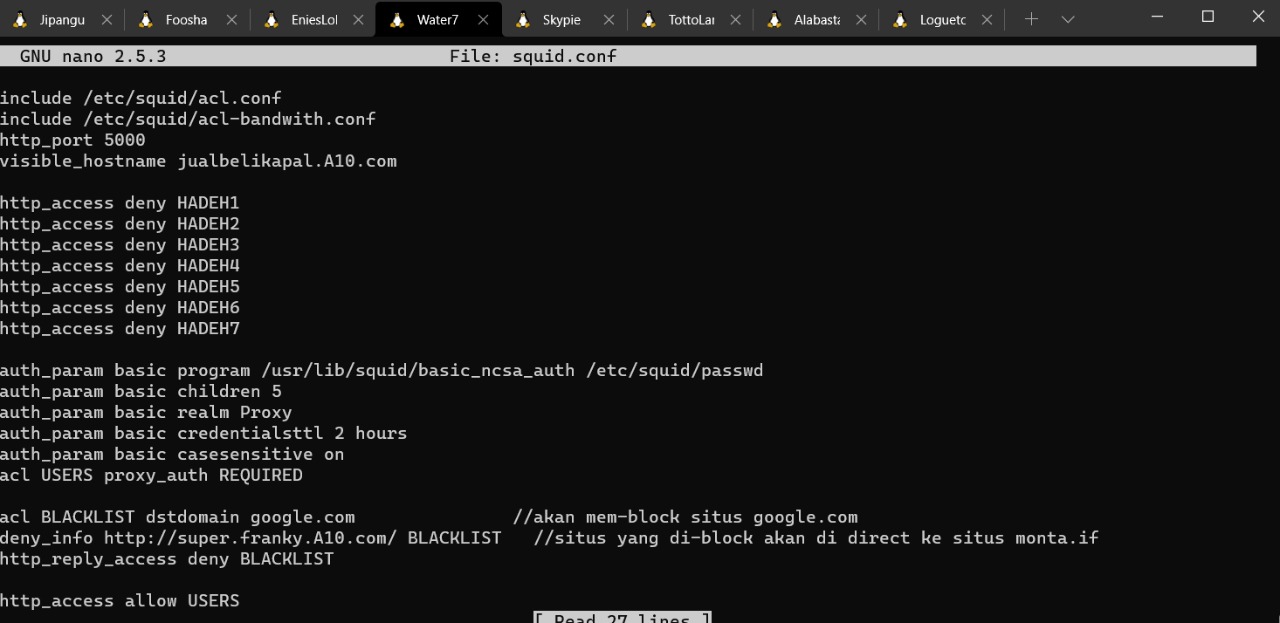 Jipangu Foosha EniesLol Water7 Skypie TottoLar Alabasta Loguetc
GNU nano 2.5.3 File: squid.conf
include /etc/squid/acl.conf
include /etc/squid/acl-bandwith.conf
http_port 5000
visible_hostname jualbelikapal.A10.com
http_access deny HADEH1
http_access deny HADEH2
http_access deny HADEH3
http_access deny HADEH4
http_access deny HADEH5
http_access deny HADEH6
http_access deny HADEH7
auth_param basic program /usr/lib/squid/basic_ncsa_auth /etc/squid/passwd
auth_param basic children 5
auth_param basic realm Proxy
auth_param basic credentialsttl 2 hours
auth_param basic casesensitive on
acl USERS proxy_auth REQUIRED
acl BLACKLIST dstdomain google.com //akan mem-block situs google.com
deny_info http://super.franky.A10.com/ BLACKLIST //situs yang di-block akan di direct ke situs monta.if
http_reply_access deny BLACKLIST
http_access allow USERS
[ Read 27 lines ]